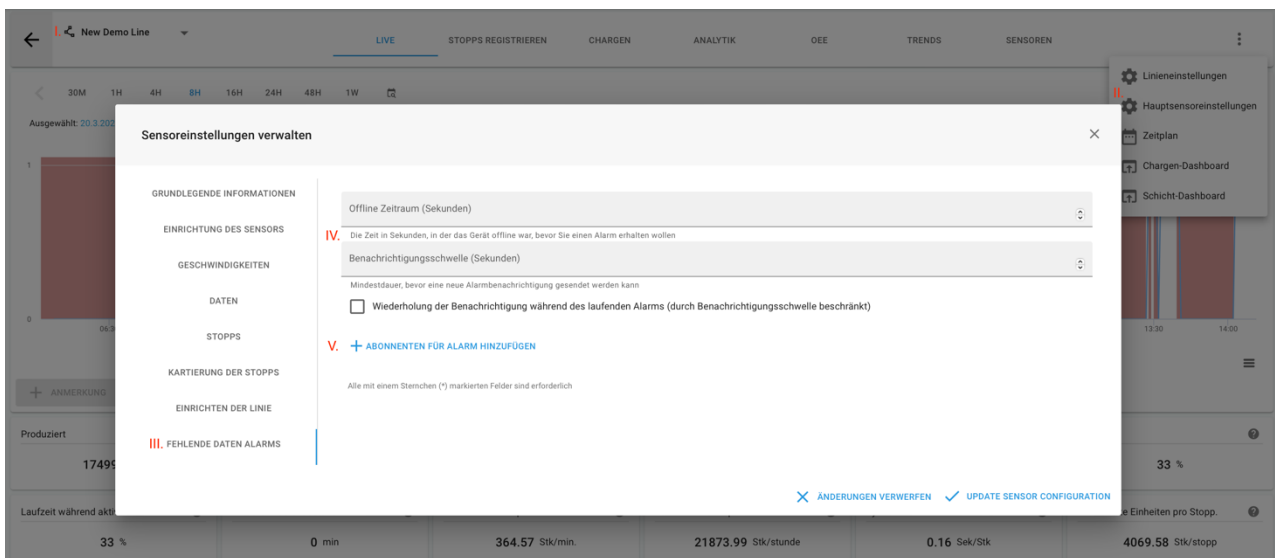 I. New Demo Line
LIVE
STOPPS REGISTRIEREN
CHARGEN
ANALYTIK
OEE
TRENDS
SENSOREN
Linieneinstellungen
II.
Hauptsensoreinstellungen
Zeitplan
Chargen-Dashboard
Schicht-Dashboard
30M 1H 4H 8H 16H 24H 48H 1W
Ausgewählt: 20.3.202
1
0
06:3
13:30
14:00
ANMERKUNG
Sensoreinstellungen verwalten
GRUNDLEGENDE INFORMATIONEN
EINRICHTUNG DES SENSORS
GESCHWINDIGKEITEN
DATEN
STOPPS
KARTIERUNG DER STOPPS
EINRICHTEN DER LINIE
III. FEHLENDE DATEN ALARMS
Offline Zeitraum (Sekunden)
IV. Die Zeit in Sekunden, in der das Gerät offline war, bevor Sie einen Alarm erhalten wollen
Benachrichtigungsschwelle (Sekunden)
Mindestdauer, bevor eine neue Alarmbenachrichtigung gesendet werden kann
Wiederholung der Benachrichtigung während des laufenden Alarms (durch Benachrichtigungsschwelle beschränkt)
V. + ABONNENTEN FÜR ALARM HINZUFÜGEN
Alle mit einem Sternchen (*) markierten Felder sind erforderlich
ÄNDERUNGEN VERWERFEN
UPDATE SENSOR CONFIGURATION
Produziert
17499
33 %
Laufzeit während akti
e Einheiten pro Stopp.
33 %
0 min
364.57 Stk/min.
21873.99 Stk/stunde
0.16 Sek/Stk
4069.58 Stk/stopp